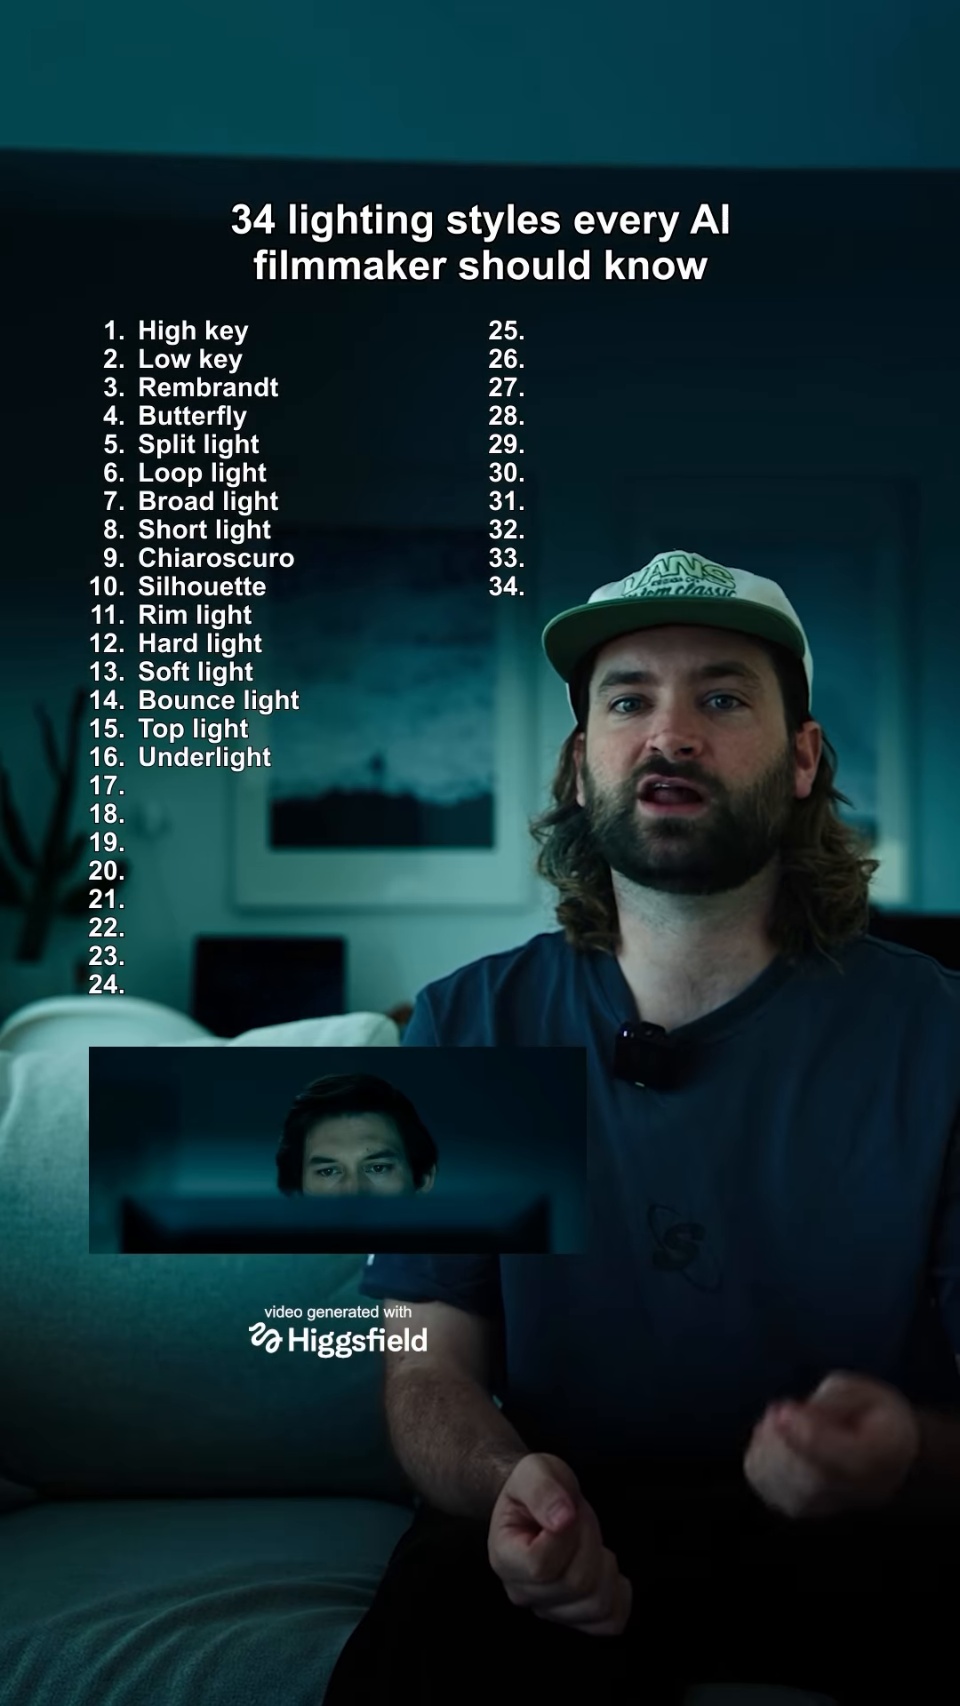 34 lighting styles every AI
filmmaker should know
1. High key
2. Low key
3. Rembrandt
4. Butterfly
5. Split light
6. Loop light
7. Broad light
8. Short light
9. Chiaroscuro
10. Silhouette
11. Rim light
12. Hard light
13. Soft light
14. Bounce light
15. Top light
16. Underlight
17.
18.
19.
20.
21.
22.
23.
24.
25.
26.
27.
28.
29.
30.
31.
32.
33.
34.
VANS
classic
S
video generated with
Higgsfield